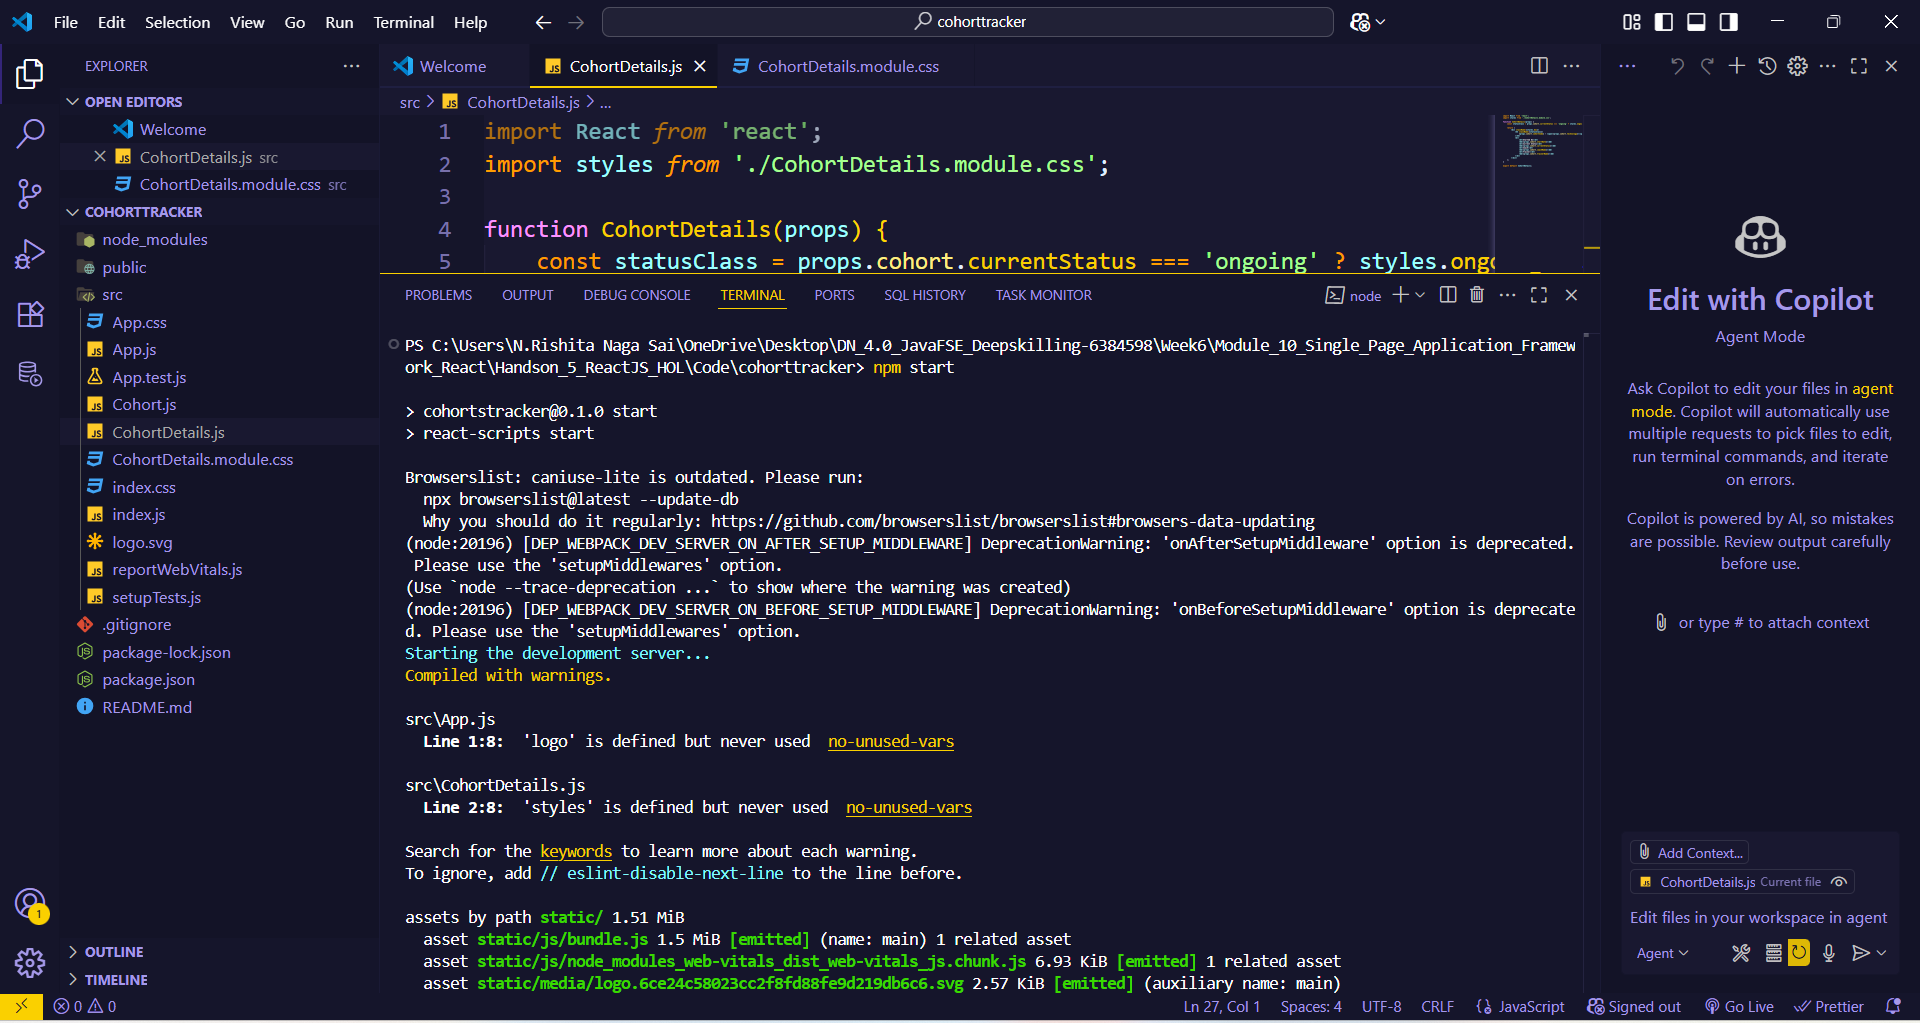 File Edit Selection View Go Run Terminal Help
cohorttracker
EXPLORER
OPEN EDITORS
Welcome
CohortDetails.js src
CohortDetails.module.css src
COHORTTRACKER
node_modules
public
src
App.css
App.js
App.test.js
Cohort.js
CohortDetails.js
CohortDetails.module.css
index.css
index.js
logo.svg
reportWebVitals.js
setupTests.js
.gitignore
package-lock.json
package.json
README.md
OUTLINE
TIMELINE
Welcome CohortDetails.js CohortDetails.module.css
src > CohortDetails.js > ...
1 import React from 'react';
2 import styles from './CohortDetails.module.css';
3
4 function CohortDetails(props) {
5 const statusClass = props.cohort.currentStatus === 'ongoing' ? styles.ongo
PROBLEMS OUTPUT DEBUG CONSOLE TERMINAL PORTS SQL HISTORY TASK MONITOR
node
PS C:\Users\N.Rishita Naga Sai\OneDrive\Desktop\DN_4.0_JavaFSE_Deepskilling-6384598\Week6\Module_10_Single_Page_Application_Framew
ork_React\Handson_5_ReactJS_HOL\Code\cohorttracker> npm start
> cohortstracker@0.1.0 start
> react-scripts start
Browserslist: caniuse-lite is outdated. Please run:
npx browserslist@latest --update-db
Why you should do it regularly: https://github.com/browserslist/browserslist#browsers-data-updating
(node:20196) [DEP_WEBPACK_DEV_SERVER_ON_AFTER_SETUP_MIDDLEWARE] DeprecationWarning: 'onAfterSetupMiddleware' option is deprecated.
Please use the 'setupMiddlewares' option.
(Use `node --trace-deprecation ...` to show where the warning was created)
(node:20196) [DEP_WEBPACK_DEV_SERVER_ON_BEFORE_SETUP_MIDDLEWARE] DeprecationWarning: 'onBeforeSetupMiddleware' option is deprecate
d. Please use the 'setupMiddlewares' option.
Starting the development server...
Compiled with warnings.
src\App.js
Line 1:8: 'logo' is defined but never used no-unused-vars
src\CohortDetails.js
Line 2:8: 'styles' is defined but never used no-unused-vars
Search for the keywords to learn more about each warning.
To ignore, add // eslint-disable-next-line to the line before.
assets by path static/ 1.51 MiB
asset static/js/bundle.js 1.5 MiB [emitted] (name: main) 1 related asset
asset static/js/node_modules_web-vitals_dist_web-vitals_js.chunk.js 6.93 KiB [emitted] 1 related asset
asset static/media/logo.6ce24c58023cc2f8fd88fe9d219db6c6.svg 2.57 KiB [emitted] (auxiliary name: main)
Edit with Copilot
Agent Mode
Ask Copilot to edit your files in agent
mode. Copilot will automatically use
multiple requests to pick files to edit,
run terminal commands, and iterate
on errors.
Copilot is powered by AI, so mistakes
are possible. Review output carefully
before use.
or type # to attach context
Add Context...
CohortDetails.js Current file
Edit files in your workspace in agent
Agent
1
0 0
Ln 27, Col 1 Spaces: 4 UTF-8 CRLF {} JavaScript Signed out Go Live Prettier